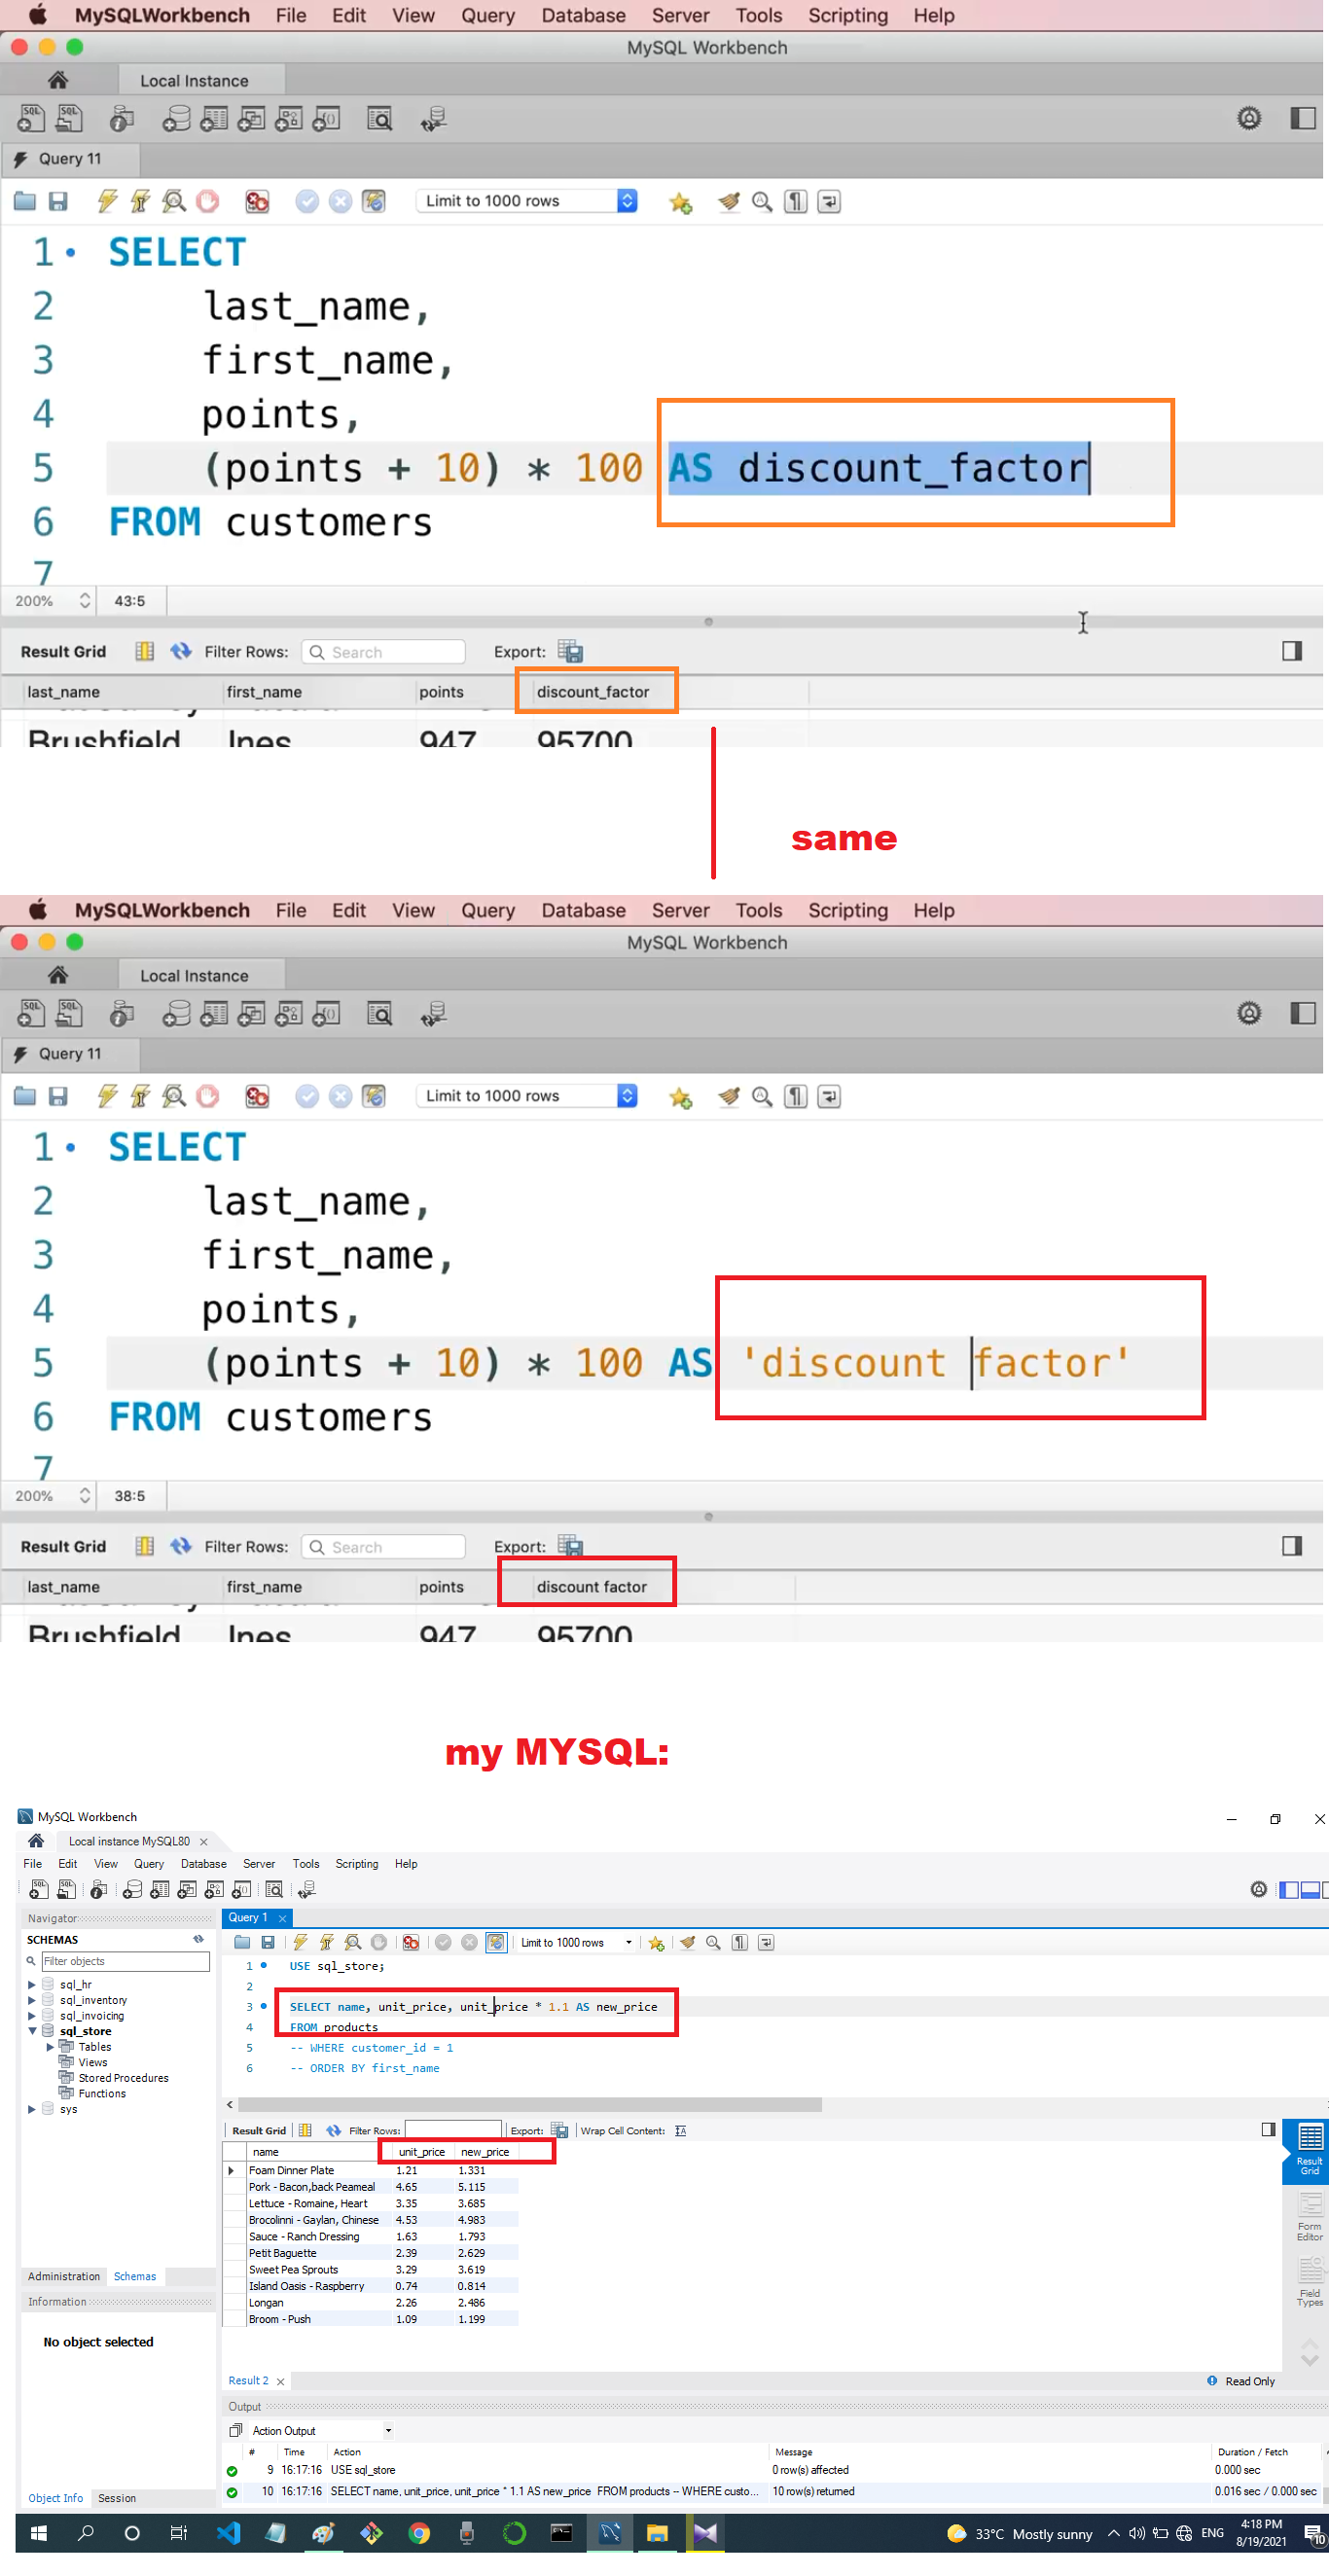 MySQLWorkbench File Edit View Query Database Server Tools Scripting Help
MySQL Workbench
Local Instance
Query 11
Limit to 1000 rows
1 SELECT
2 last_name,
3 first_name,
4 points,
5 (points + 10) * 100 AS discount_factor
6 FROM customers
7
200% 43:5
Result Grid Filter Rows: Search Export:
last_name first_name points discount_factor
Brushfield Ines 947 95700
same
MySQLWorkbench File Edit View Query Database Server Tools Scripting Help
MySQL Workbench
Local Instance
Query 11
Limit to 1000 rows
1 SELECT
2 last_name,
3 first_name,
4 points,
5 (points + 10) * 100 AS 'discount factor'
6 FROM customers
7
200% 38:5
Result Grid Filter Rows: Search Export:
last_name first_name points discount factor
Brushfield Ines 947 95700
my MYSQL:
MySQL Workbench
Local instance MySQL80
File Edit View Query Database Server Tools Scripting Help
Navigator
SCHEMAS
Filter objects
sql_hr
sql_inventory
sql_invoicing
sql_store
Tables
Views
Stored Procedures
Functions
sys
Administration Schemas
Information
No object selected
Object Info Session
Query 1
Limit to 1000 rows
1 USE sql_store;
2
3 SELECT name, unit_price, unit_price * 1.1 AS new_price
4 FROM products
5 -- WHERE customer_id = 1
6 -- ORDER BY first_name
Result Grid Filter Rows: Export: Wrap Cell Content:
name unit_price new_price
Foam Dinner Plate 1.21 1.331
Pork - Bacon,back Peameal 4.65 5.115
Lettuce - Romaine, Heart 3.35 3.685
Brocolinni - Gaylan, Chinese 4.53 4.983
Sauce - Ranch Dressing 1.63 1.793
Petit Baguette 2.39 2.629
Sweet Pea Sprouts 3.29 3.619
Island Oasis - Raspberry 0.74 0.814
Longan 2.26 2.486
Broom - Push 1.09 1.199
Result Grid
Form Editor
Field Types
Result 2 Read Only
Output
Action Output
# Time Action Message Duration / Fetch
9 16:17:16 USE sql_store 0 row(s) affected 0.000 sec
10 16:17:16 SELECT name, unit_price, unit_price * 1.1 AS new_price FROM products -- WHERE custo... 10 row(s) returned 0.016 sec / 0.000 sec
33°C Mostly sunny ENG 4:18 PM
8/19/2021
10